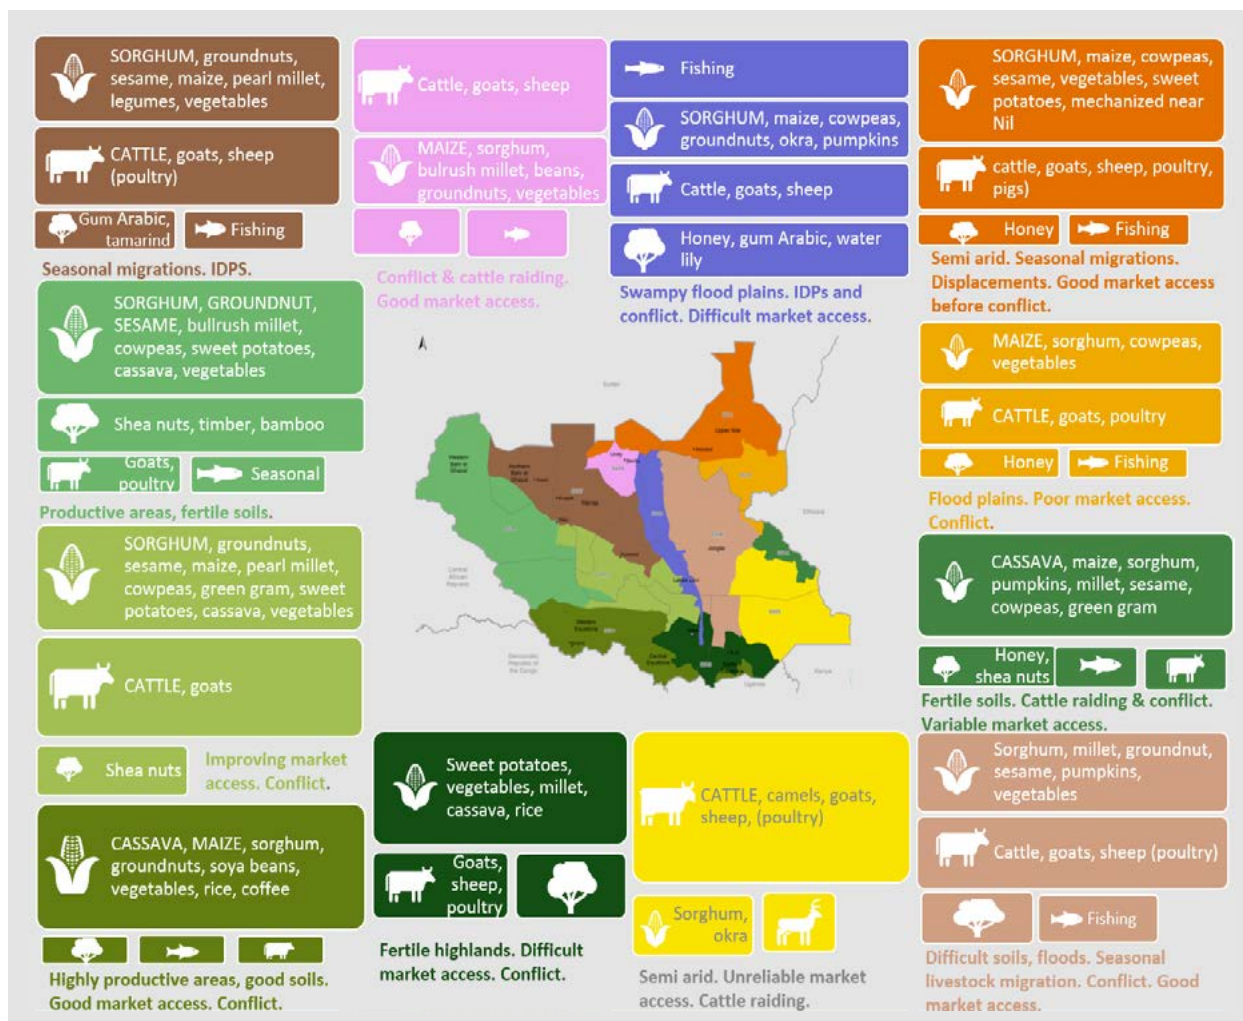 SORGHUM, groundnuts,
sesame, maize, pearl millet,
legumes, vegetables
CATTLE, goats, sheep
(poultry)
Gum Arabic,
tamarind
Fishing
Seasonal migrations. IDPS.
SORGHUM, GROUNDNUT,
SESAME, bullrush millet,
cowpeas, sweet potatoes,
cassava, vegetables
Shea nuts, timber, bamboo
Goats,
poultry
Seasonal
Productive areas, fertile soils.
SORGHUM, groundnuts,
sesame, maize, pearl millet,
cowpeas, green gram, sweet
potatoes, cassava, vegetables
CATTLE, goats
Shea nuts
Improving market
access. Conflict.
CASSAVA, MAIZE, sorghum,
groundnuts, soya beans,
vegetables, rice, coffee
Highly productive areas, good soils.
Good market access. Conflict.
Cattle, goats, sheep
MAIZE, sorghum,
bulrush millet, beans,
groundnuts, vegetables
Conflict & cattle raiding.
Good market access.
Fishing
SORGHUM, maize, cowpeas,
groundnuts, okra, pumpkins
Cattle, goats, sheep
Honey, gum Arabic, water
lily
Swampy flood plains. IDPs and
conflict. Difficult market access.
Sweet potatoes,
vegetables, millet,
cassava, rice
Goats,
sheep,
poultry
Fertile highlands. Difficult
market access. Conflict.
CATTLE, camels, goats,
sheep, (poultry)
Sorghum,
okra
Semi arid. Unreliable market
access. Cattle raiding.
SORGHUM, maize, cowpeas,
sesame, vegetables, sweet
potatoes, mechanized near
Nil
cattle, goats, sheep, poultry,
pigs)
Honey
Fishing
Semi arid. Seasonal migrations.
Displacements. Good market access
before conflict.
MAIZE, sorghum, cowpeas,
vegetables
CATTLE, goats, poultry
Honey
Fishing
Flood plains. Poor market access.
Conflict.
CASSAVA, maize, sorghum,
pumpkins, millet, sesame,
cowpeas, green gram
Honey,
shea nuts
Fertile soils. Cattle raiding & conflict.
Variable market access.
Sorghum, millet, groundnut,
sesame, pumpkins,
vegetables
Cattle, goats, sheep (poultry)
Fishing
Difficult soils, floods. Seasonal
livestock migration. Conflict. Good
market access.